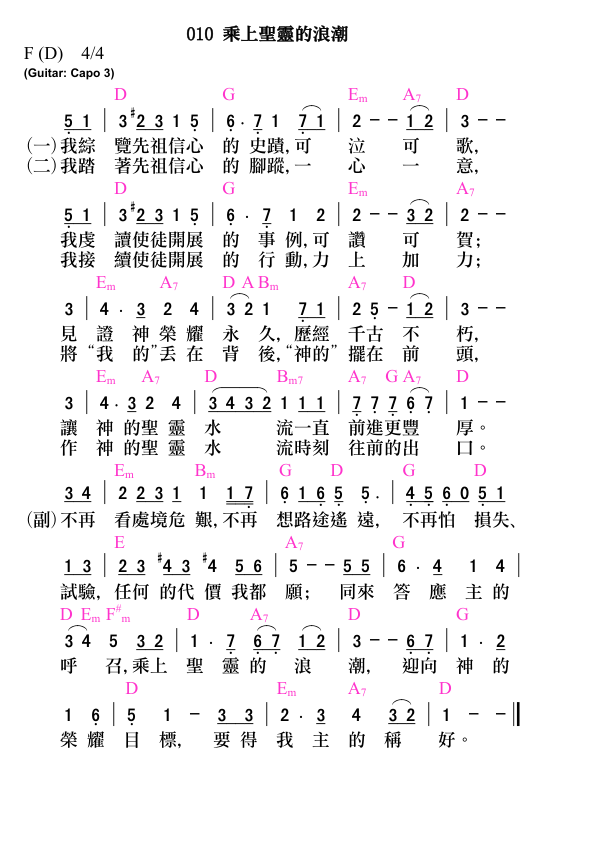 010 乘上聖靈的浪潮
F (D) 4/4
(Guitar: Capo 3)
D G Em A7 D
5 1 | 3 #2 3 1 5 | 6 · 7 1 7 1 | 2 - - 1 2 | 3 - -
(一)我綜 覽先祖信心 的 史蹟,可 泣 可 歌,
(二)我踏 著先祖信心 的 腳蹤,一 心 一 意,
D G Em A7
5 1 | 3 #2 3 1 5 | 6 · 7 1 2 | 2 - - 3 2 | 2 - -
我虔 讀使徒開展 的 事 例,可 讚 可 賀;
我接 續使徒開展 的 行 動,力 上 加 力;
Em A7 D A Bm A7 D
3 | 4 · 3 2 4 | 3 2 1 7 1 | 2 5 - 1 2 | 3 - -
見 證 神 榮 耀 永 久, 歷經 千古 不 朽,
將 “我 的”丟 在 背 後,“神的” 擺在 前 頭,
Em A7 D Bm7 A7 G A7 D
3 | 4 · 3 2 4 | 3 4 3 2 1 1 1 | 7 7 7 6 7 | 1 - -
讓 神 的聖 靈 水 流一直 前進更豐 厚。
作 神 的聖 靈 水 流時刻 往前的出 口。
Em Bm G D G D
3 4 | 2 2 3 1 1 1 7 | 6 1 6 5 5 · | 4 5 6 0 5 1
(副)不再 看處境危 艱,不再 想路途遙 遠, 不再怕 損失、
E A7 G
1 3 | 2 3 #4 3 #4 5 6 | 5 - - 5 5 | 6 · 4 1 4 |
試驗, 任何 的代 價 我都 願; 同來 答 應 主 的
D Em F#m D A7 D G
3 4 5 3 2 | 1 · 7 6 7 1 2 | 3 - - 6 7 | 1 · 2
呼 召,乘上 聖 靈 的 浪 潮, 迎向 神 的
D Em A7 D
1 6 | 5 1 - 3 3 | 2 · 3 4 3 2 | 1 - - ‖
榮 耀 目 標, 要 得 我 主 的 稱 好。